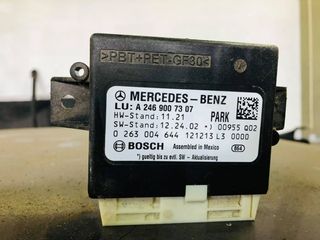 >PBT+PET-GF30<
MERCEDES-BENZ
LU: A 246 900 73 07
HW-Stand: 11.21 PARK
SW-Stand: 12.24.02 *) 00955 Q02
0 263 004 644 121213 L3 0000
BOSCH Assembled in Mexico 864
*) gueltig bis zu evtl. SW - Aktualisierung